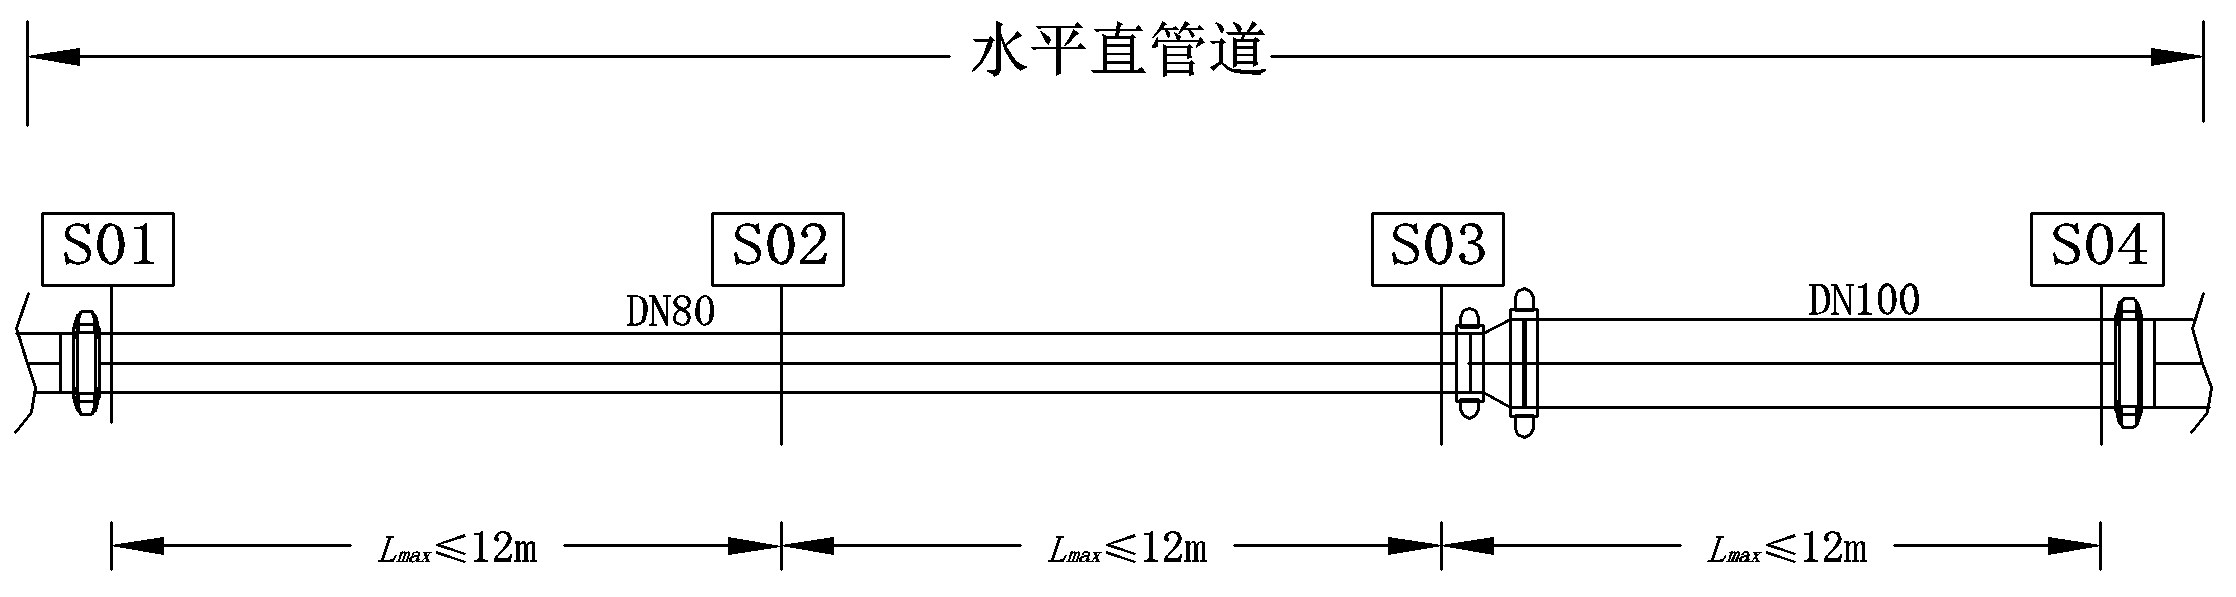 水平直管道
S01
S02
S03
S04
DN80
DN100
Lmax≤12m
Lmax≤12m
Lmax≤12m